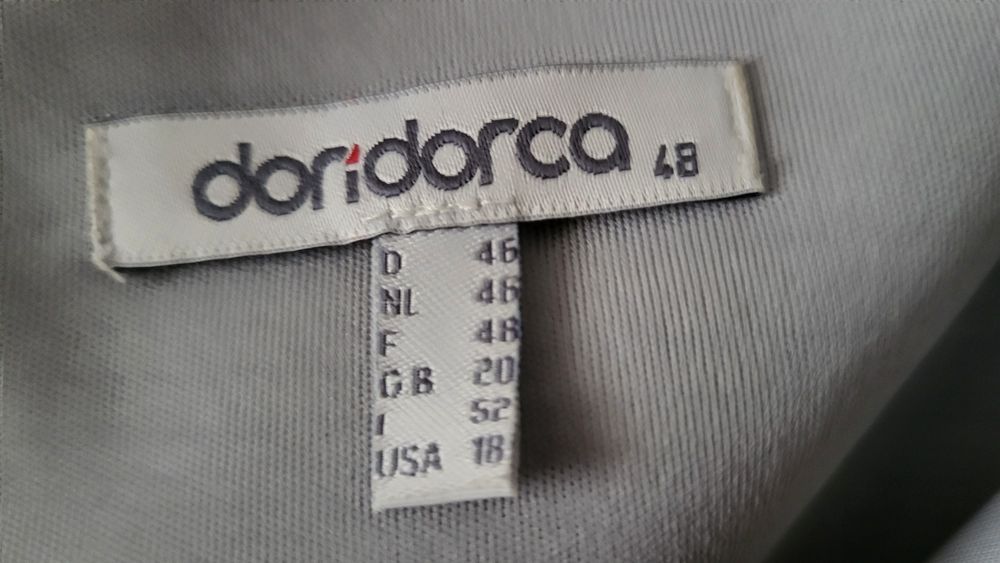 doridorca 48
D 46
NL 46
F 48
GB 20
I 52
USA 18